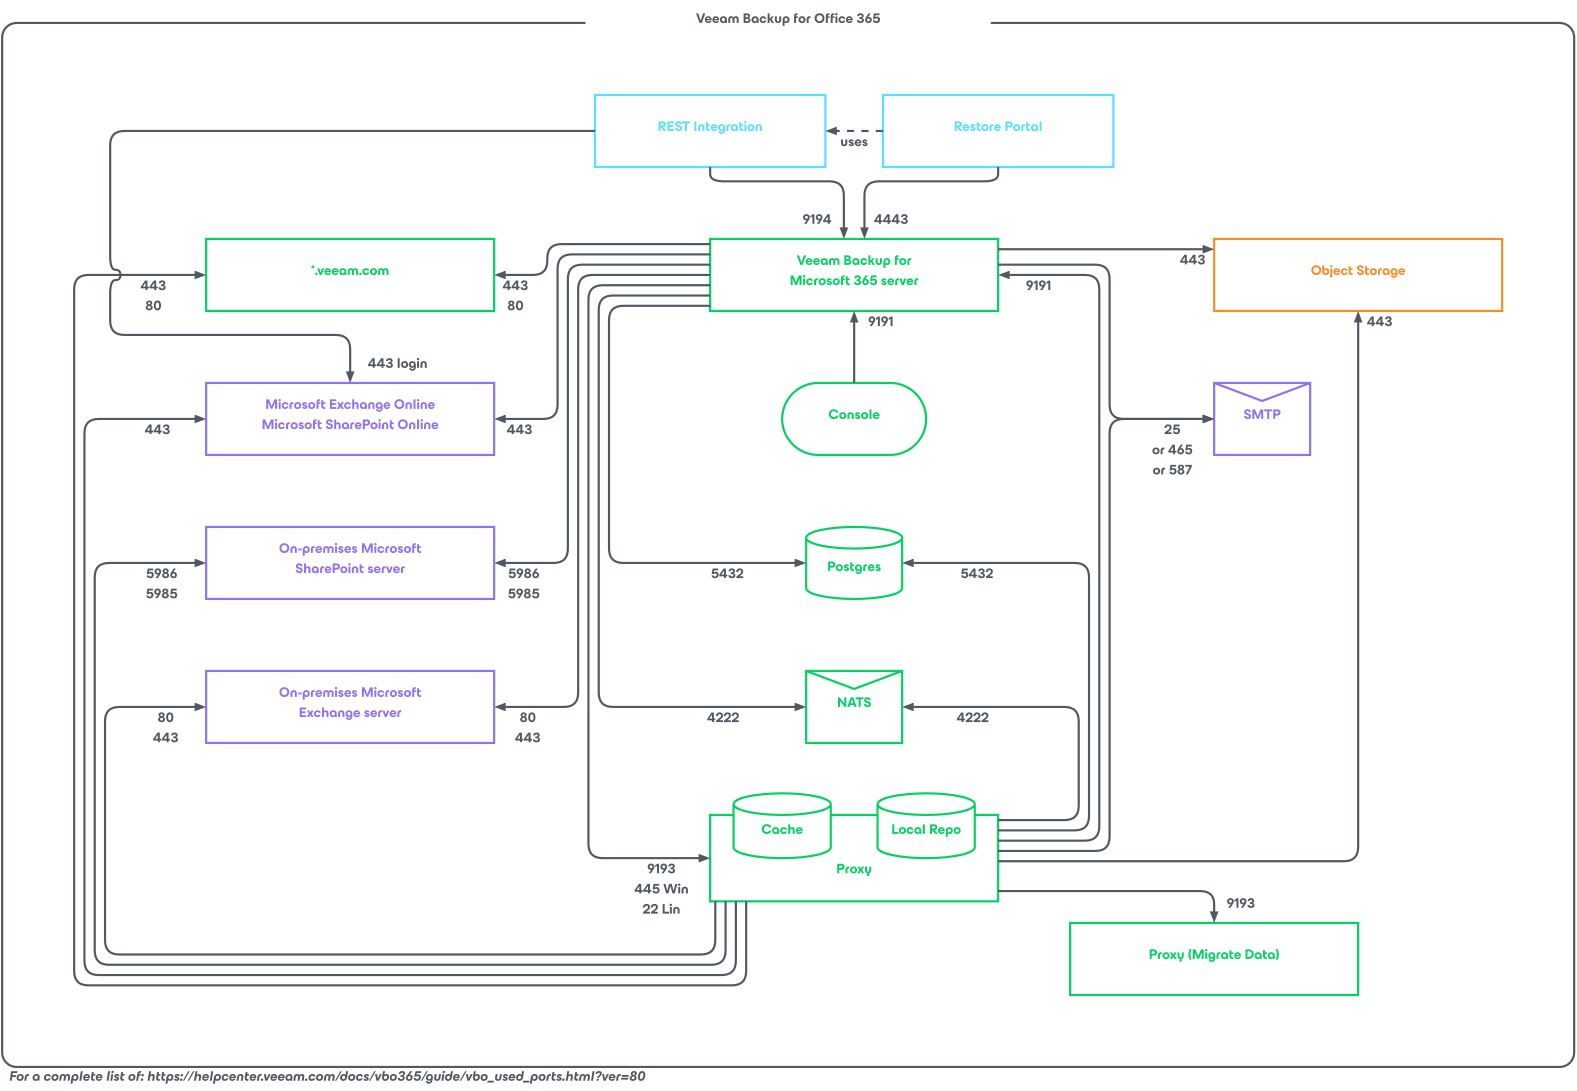 Veeam Backup for Office 365
REST Integration
Restore Portal
uses
9194
4443
*.veeam.com
Veeam Backup for
Microsoft 365 server
Object Storage
443
80
443
80
9191
443
9191
443
443 login
Microsoft Exchange Online
Microsoft SharePoint Online
443
443
Console
SMTP
25
or 465
or 587
On-premises Microsoft
SharePoint server
5986
5985
5986
5985
Postgres
5432
5432
On-premises Microsoft
Exchange server
80
443
80
443
NATS
4222
4222
Cache
Local Repo
Proxy
9193
445 Win
22 Lin
9193
Proxy (Migrate Data)
For a complete list of: https://helpcenter.veeam.com/docs/vbo365/guide/vbo_used_ports.html?ver=80